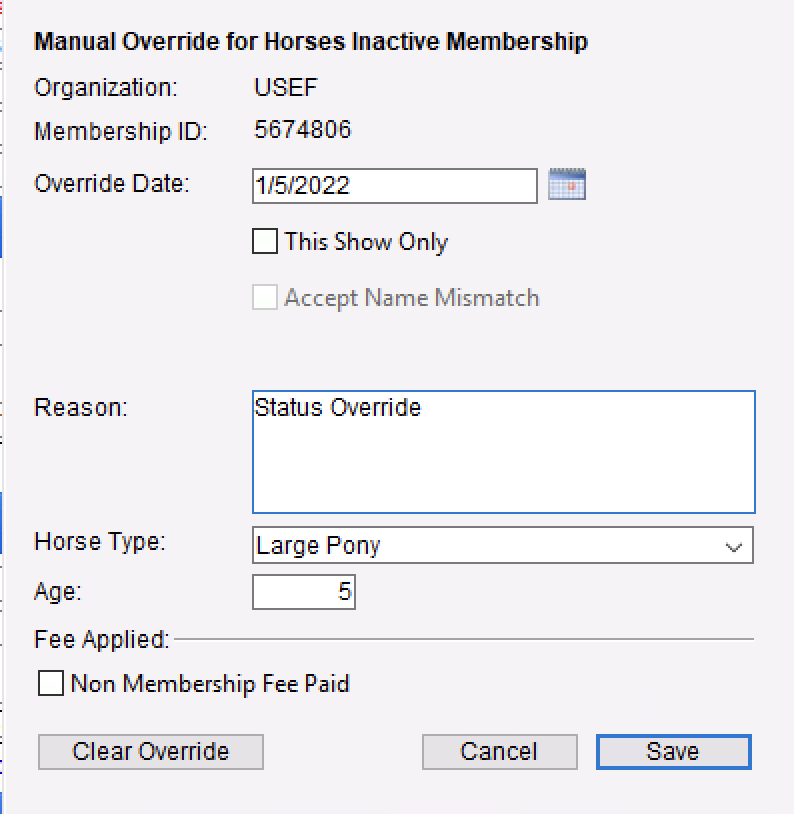 Manual Override for Horses Inactive Membership
Organization: USEF
Membership ID: 5674806
Override Date: 1/5/2022
This Show Only
Accept Name Mismatch
Reason: Status Override
Horse Type: Large Pony
Age: 5
Fee Applied:
Non Membership Fee Paid
Clear Override Cancel Save